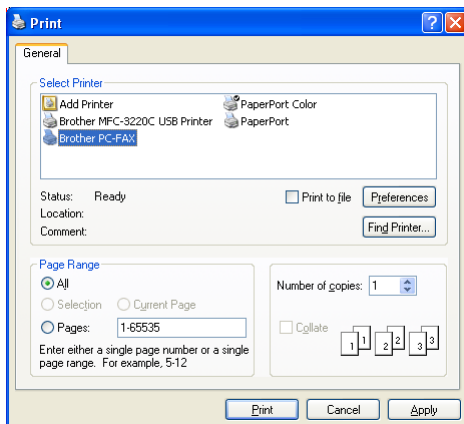 Print
General
Select Printer
Add Printer
PaperPort Color
Brother MFC-3220C USB Printer
PaperPort
Brother PC-FAX
Status: Ready
Print to file
Preferences
Location:
Comment:
Find Printer...
Page Range
All
Selection
Current Page
Pages: 1-65535
Enter either a single page number or a single
page range. For example, 5-12
Number of copies: 1
Collate
1 1 2 2 3 3
Print
Cancel
Apply